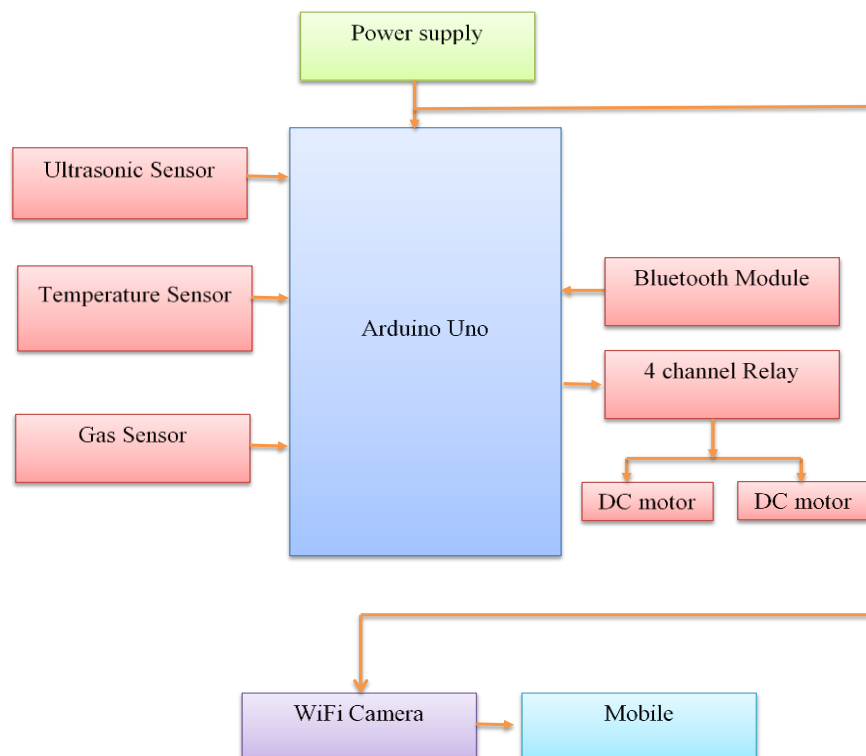 Power supply
Ultrasonic Sensor
Temperature Sensor
Gas Sensor
Arduino Uno
Bluetooth Module
4 channel Relay
DC motor
DC motor
WiFi Camera
Mobile